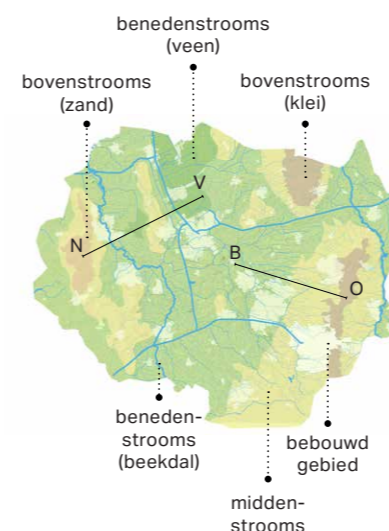 benedenstrooms
(veen)
bovenstrooms
(zand)
bovenstrooms
(klei)
V
N
B
O
beneden-
strooms
(beekdal)
bebouwd
gebied
midden-
strooms